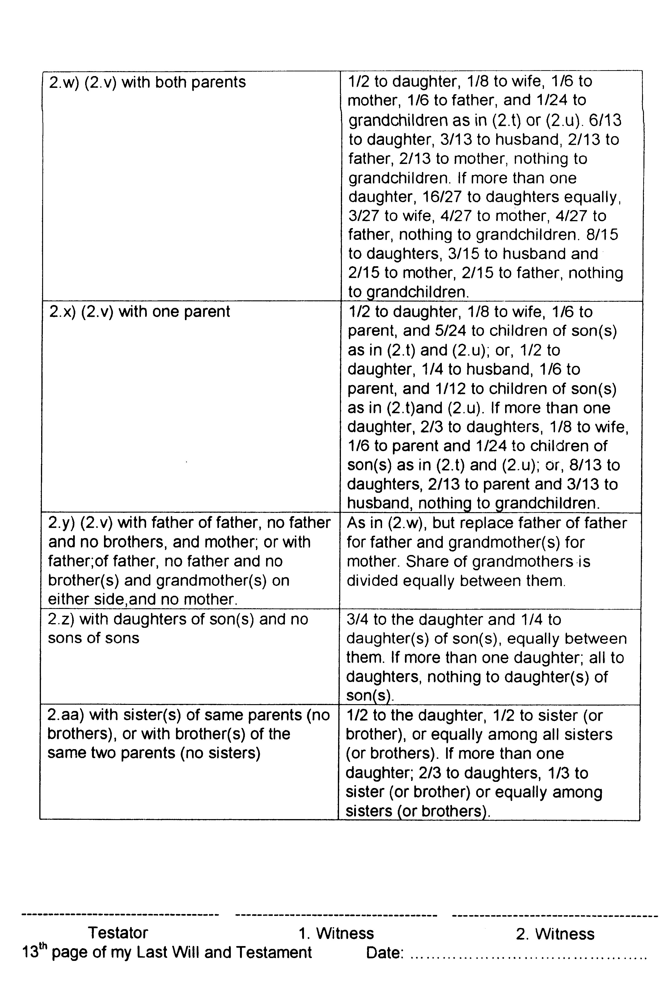 2.w) (2.v) with both parents
1/2 to daughter, 1/8 to wife, 1/6 to
mother, 1/6 to father, and 1/24 to
grandchildren as in (2.t) or (2.u). 6/13
to daughter, 3/13 to husband, 2/13 to
father, 2/13 to mother, nothing to
grandchildren. If more than one
daughter, 16/27 to daughters equally,
3/27 to wife, 4/27 to mother, 4/27 to
father, nothing to grandchildren. 8/15
to daughters, 3/15 to husband and
2/15 to mother, 2/15 to father, nothing
to grandchildren.
2.x) (2.v) with one parent
1/2 to daughter, 1/8 to wife, 1/6 to
parent, and 5/24 to children of son(s)
as in (2.t) and (2.u); or, 1/2 to
daughter, 1/4 to husband, 1/6 to
parent, and 1/12 to children of son(s)
as in (2.t)and (2.u). If more than one
daughter, 2/3 to daughters, 1/8 to wife,
1/6 to parent and 1/24 to children of
son(s) as in (2.t) and (2.u); or, 8/13 to
daughters, 2/13 to parent and 3/13 to
husband, nothing to grandchildren.
2.y) (2.v) with father of father, no father
and no brothers, and mother; or with
father;of father, no father and no
brother(s) and grandmother(s) on
either side,and no mother.
As in (2.w), but replace father of father
for father and grandmother(s) for
mother. Share of grandmothers is
divided equally between them.
2.z) with daughters of son(s) and no
sons of sons
3/4 to the daughter and 1/4 to
daughter(s) of son(s), equally between
them. If more than one daughter; all to
daughters, nothing to daughter(s) of
son(s).
2.aa) with sister(s) of same parents (no
brothers), or with brother(s) of the
same two parents (no sisters)
1/2 to the daughter, 1/2 to sister (or
brother), or equally among all sisters
(or brothers). If more than one
daughter; 2/3 to daughters, 1/3 to
sister (or brother) or equally among
sisters (or brothers).
Testator 1. Witness 2. Witness
13th page of my Last Will and Testament Date: ............................................